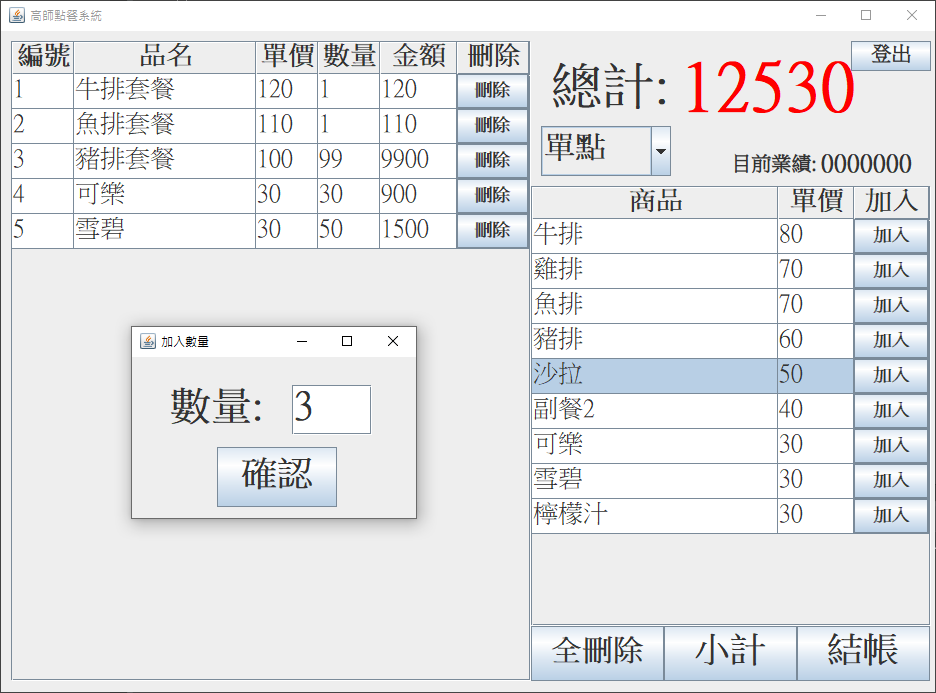 高師點餐系統
編號 品名 單價 數量 金額 刪除
1 牛排套餐 120 1 120 刪除
2 魚排套餐 110 1 110 刪除
3 豬排套餐 100 99 9900 刪除
4 可樂 30 30 900 刪除
5 雪碧 30 50 1500 刪除
加入數量
數量: 3
確認
登出
總計: 12530
單點
目前業績: 0000000
商品 單價 加入
牛排 80 加入
雞排 70 加入
魚排 70 加入
豬排 60 加入
沙拉 50 加入
副餐2 40 加入
可樂 30 加入
雪碧 30 加入
檸檬汁 30 加入
全刪除 小計 結帳